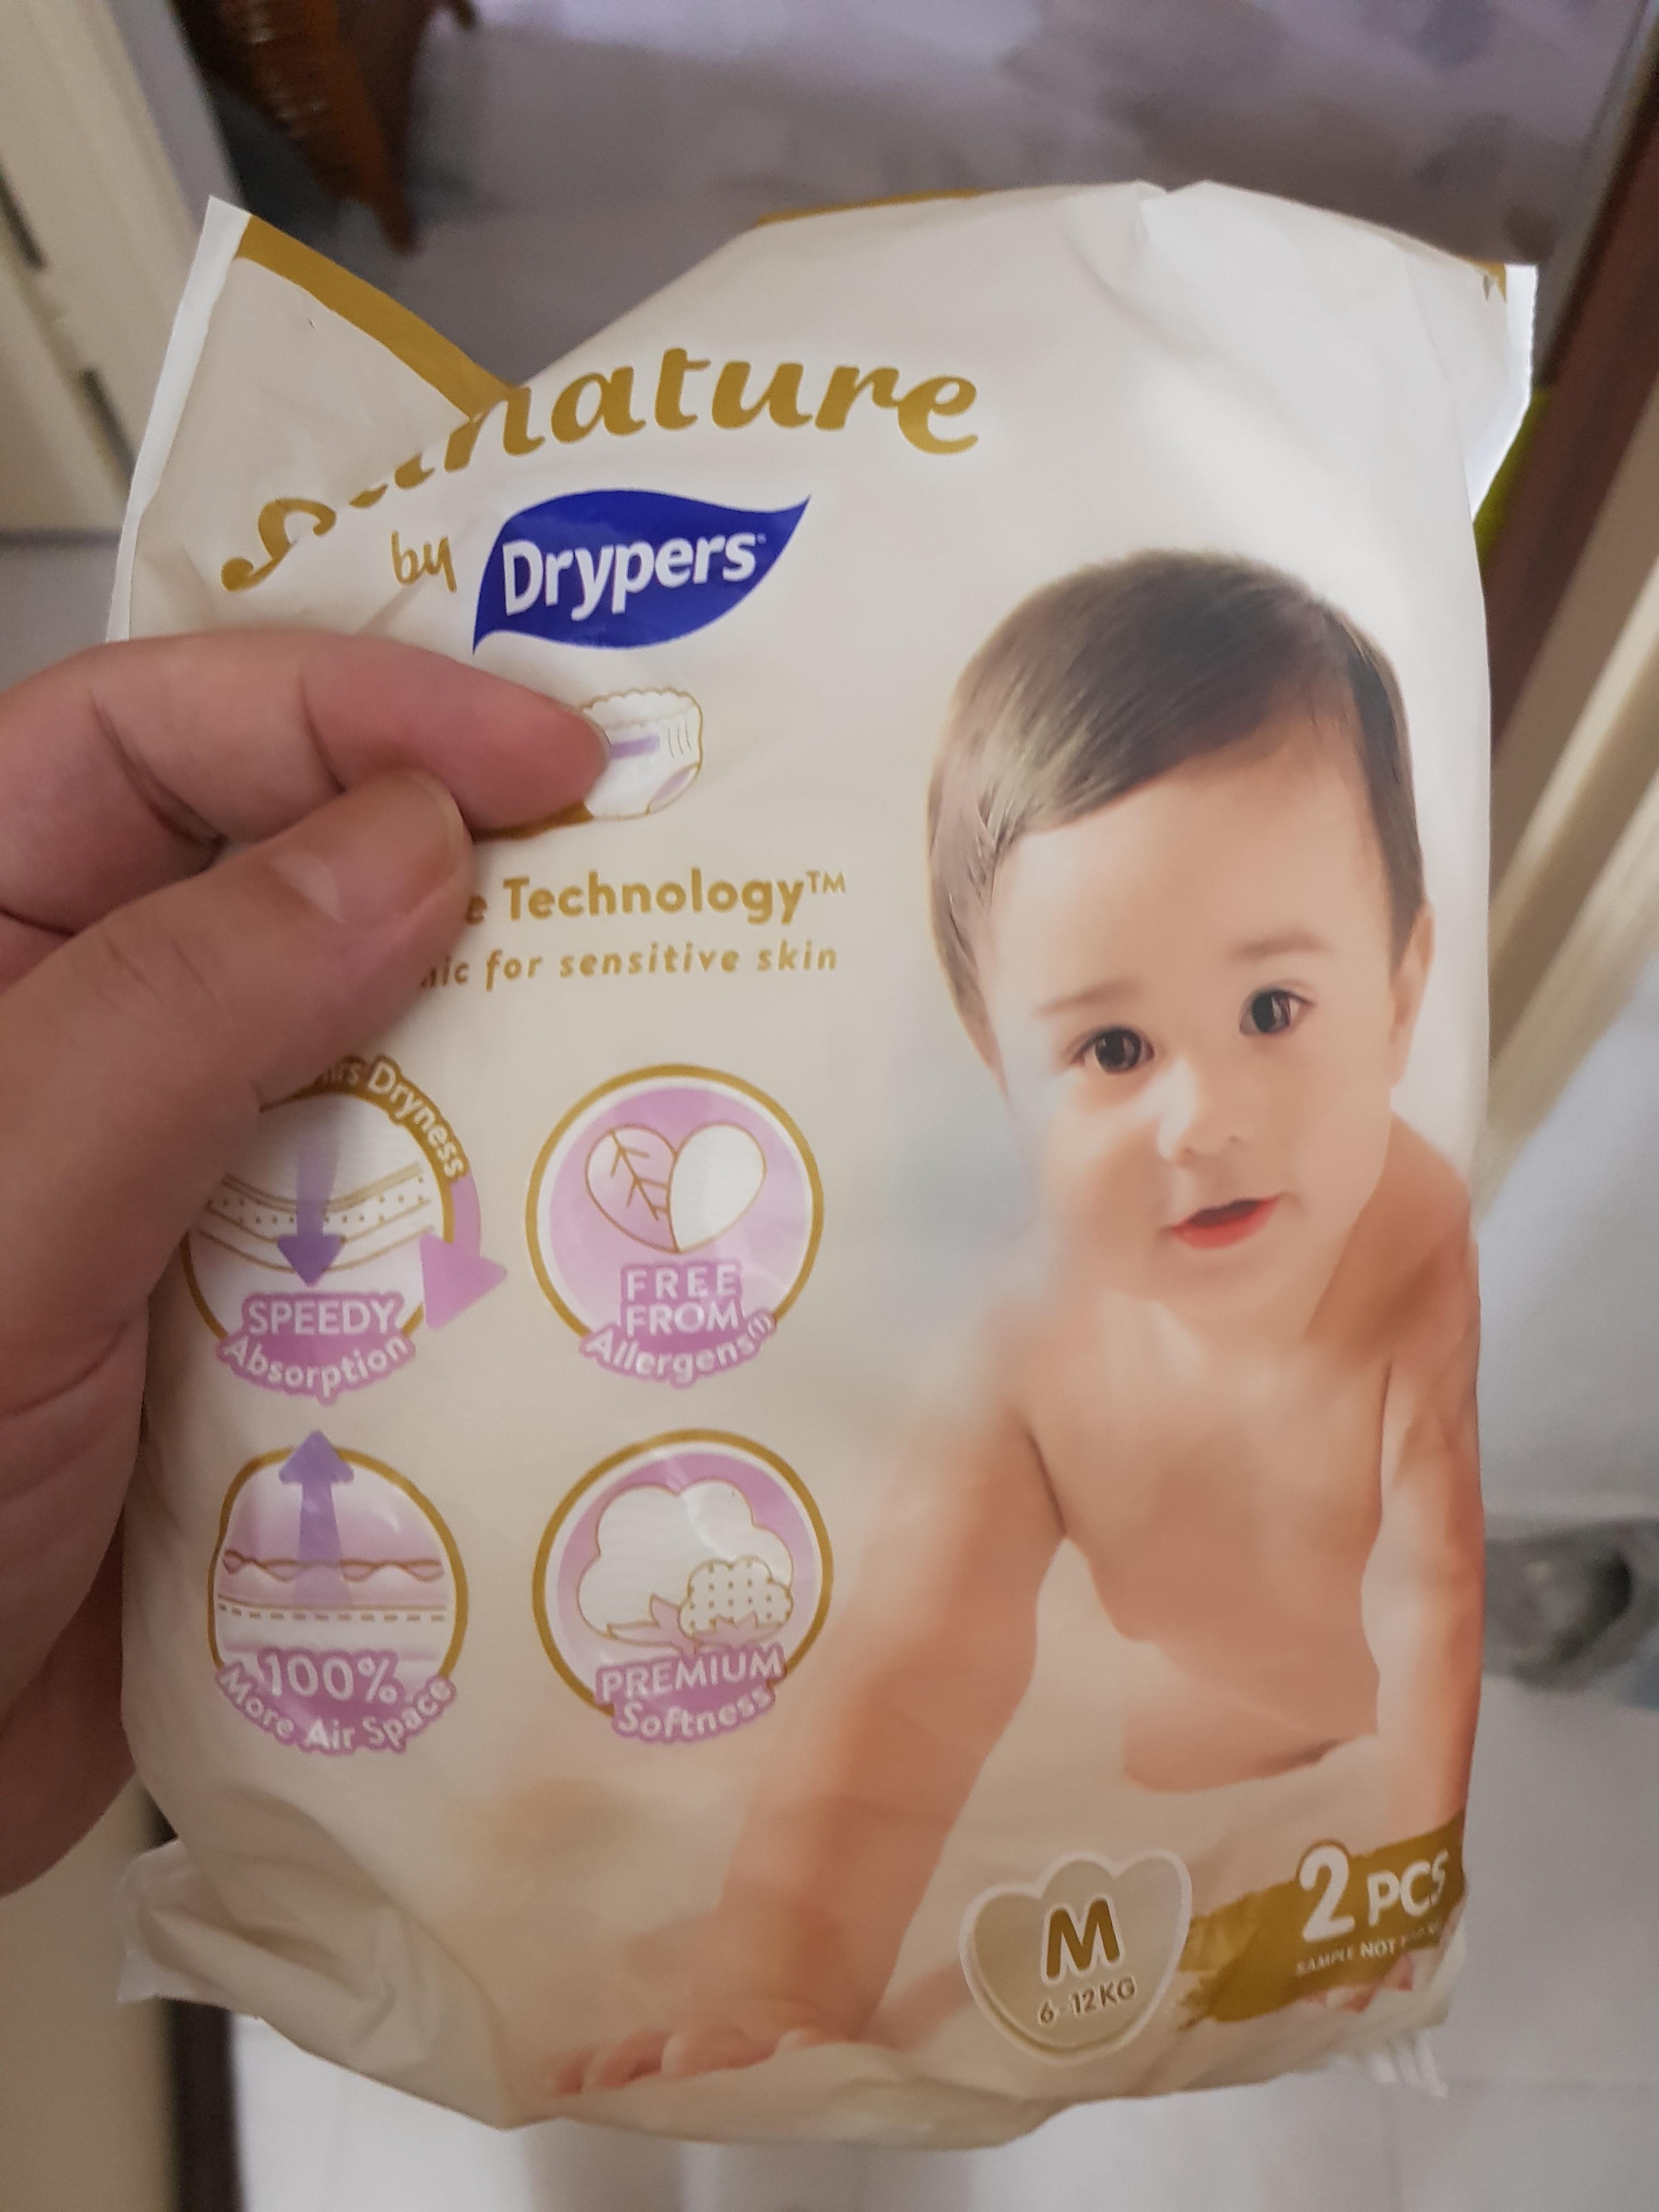 nature
by Drypers
Technology™
for sensitive skin
Dryness
SPEEDY
Absorption
FREE
FROM
Allergens(1)
100%
More Air Space
PREMIUM
Softness
M
6-12KG
2 PCS
SAMPLE NOT